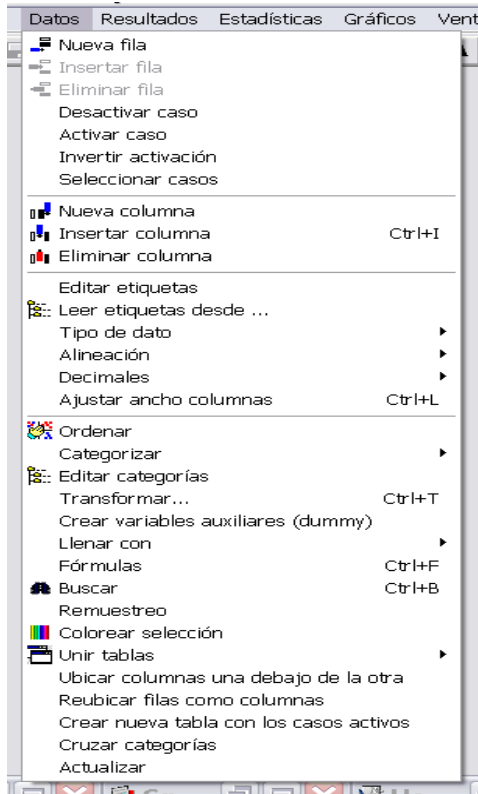 Datos Resultados Estadísticas Gráficos Vent
Nueva fila
Insertar fila
Eliminar fila
Desactivar caso
Activar caso
Invertir activación
Seleccionar casos
Nueva columna
Insertar columna Ctrl+I
Eliminar columna
Editar etiquetas
Leer etiquetas desde ...
Tipo de dato
Alineación
Decimales
Ajustar ancho columnas Ctrl+L
Ordenar
Categorizar
Editar categorías
Transformar... Ctrl+T
Crear variables auxiliares (dummy)
Llenar con
Fórmulas Ctrl+F
Buscar Ctrl+B
Remuestreo
Colorear selección
Unir tablas
Ubicar columnas una debajo de la otra
Reubicar filas como columnas
Crear nueva tabla con los casos activos
Cruzar categorías
Actualizar